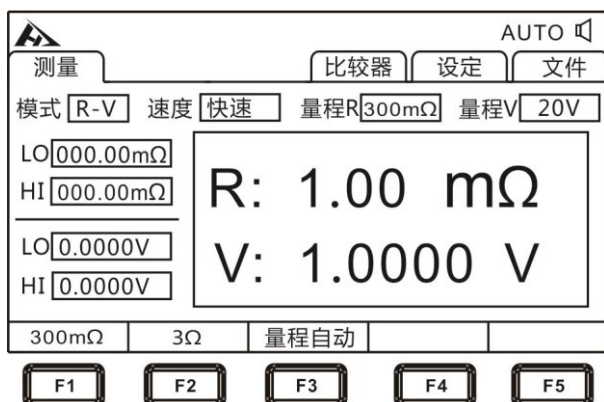 AUTO
测量 比较器 设定 文件
模式 R-V 速度 快速 量程R 300mΩ 量程V 20V
LO 000.00mΩ
HI 000.00mΩ
R: 1.00 mΩ
LO 0.0000V
HI 0.0000V
V: 1.0000 V
300mΩ 3Ω 量程自动
F1 F2 F3 F4 F5